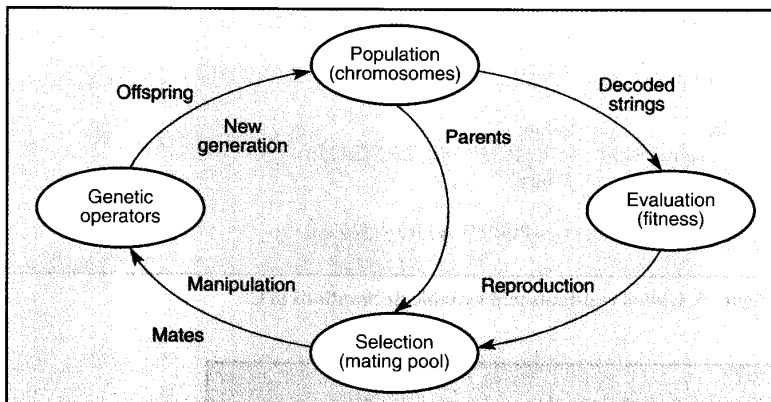 Population
(chromosomes)
Offspring
Decoded
strings
New
generation
Parents
Genetic
operators
Evaluation
(fitness)
Manipulation
Reproduction
Mates
Selection
(mating pool)